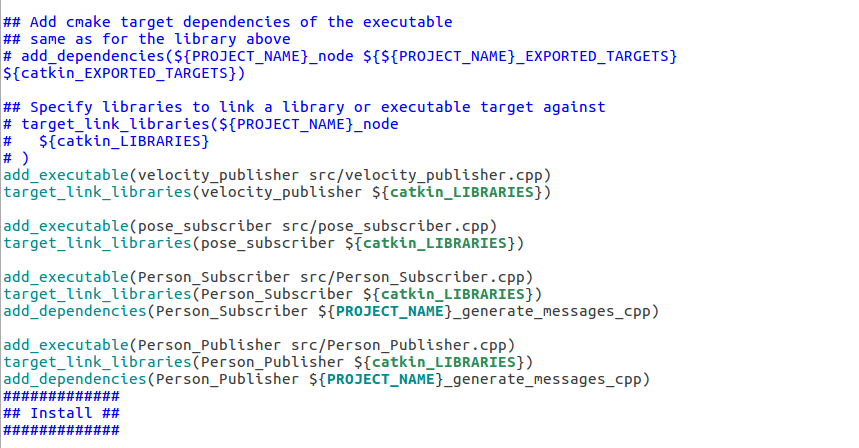 ## Add cmake target dependencies of the executable
## same as for the library above
# add_dependencies(${PROJECT_NAME}_node ${${PROJECT_NAME}_EXPORTED_TARGETS}
${catkin_EXPORTED_TARGETS})

## Specify libraries to link a library or executable target against
# target_link_libraries(${PROJECT_NAME}_node
#   ${catkin_LIBRARIES}
# )
add_executable(velocity_publisher src/velocity_publisher.cpp)
target_link_libraries(velocity_publisher ${catkin_LIBRARIES})

add_executable(pose_subscriber src/pose_subscriber.cpp)
target_link_libraries(pose_subscriber ${catkin_LIBRARIES})

add_executable(Person_Subscriber src/Person_Subscriber.cpp)
target_link_libraries(Person_Subscriber ${catkin_LIBRARIES})
add_dependencies(Person_Subscriber ${PROJECT_NAME}_generate_messages_cpp)

add_executable(Person_Publisher src/Person_Publisher.cpp)
target_link_libraries(Person_Publisher ${catkin_LIBRARIES})
add_dependencies(Person_Publisher ${PROJECT_NAME}_generate_messages_cpp)
#############
## Install ##
#############